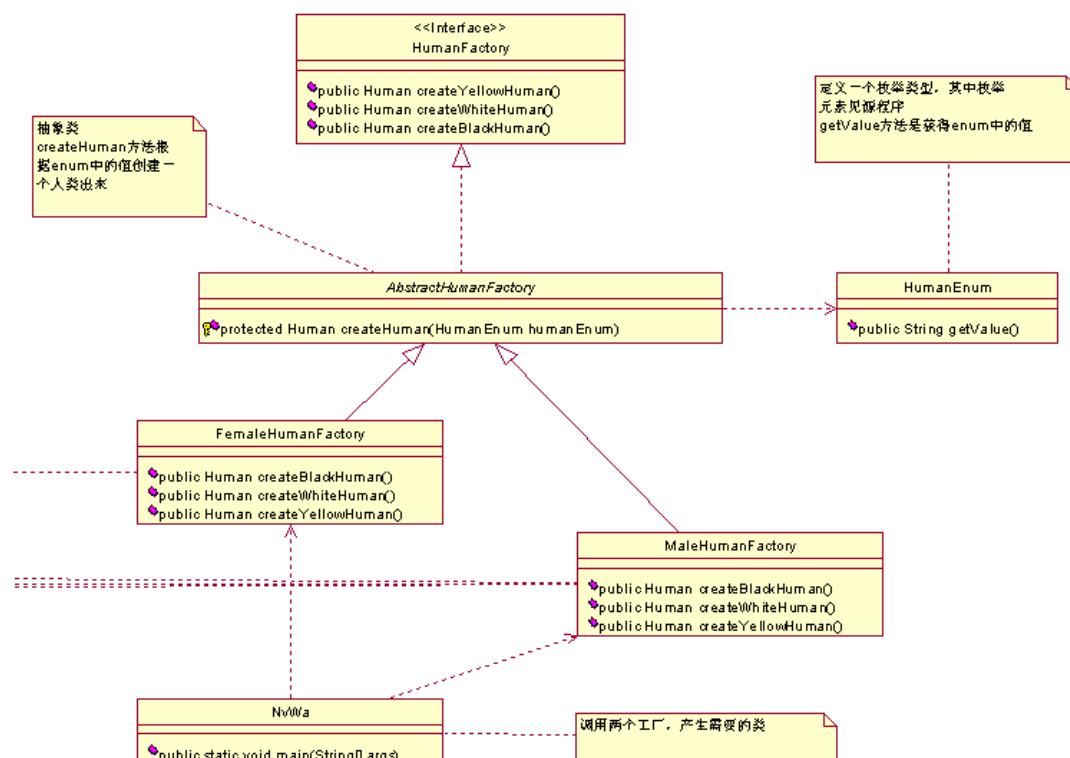 <<Interface>>
HumanFactory
public Human createYellowHuman()
public Human createWhiteHuman()
public Human createBlackHuman()
定义一个枚举类型，其中枚举
元素见源程序
getValue方法是获得enum中的值
抽象类
createHuman方法根
据enum中的值创建一
个人类出来
AbstractHumanFactory
protected Human createHuman(HumanEnum humanEnum)
HumanEnum
public String getValue()
FemaleHumanFactory
public Human createBlackHuman()
public Human createWhiteHuman()
public Human createYellowHuman()
MaleHumanFactory
public Human createBlackHuman()
public Human createWhiteHuman()
public Human createYellowHuman()
NvWa
public static void main(String[] args)
调用两个工厂，产生需要的类